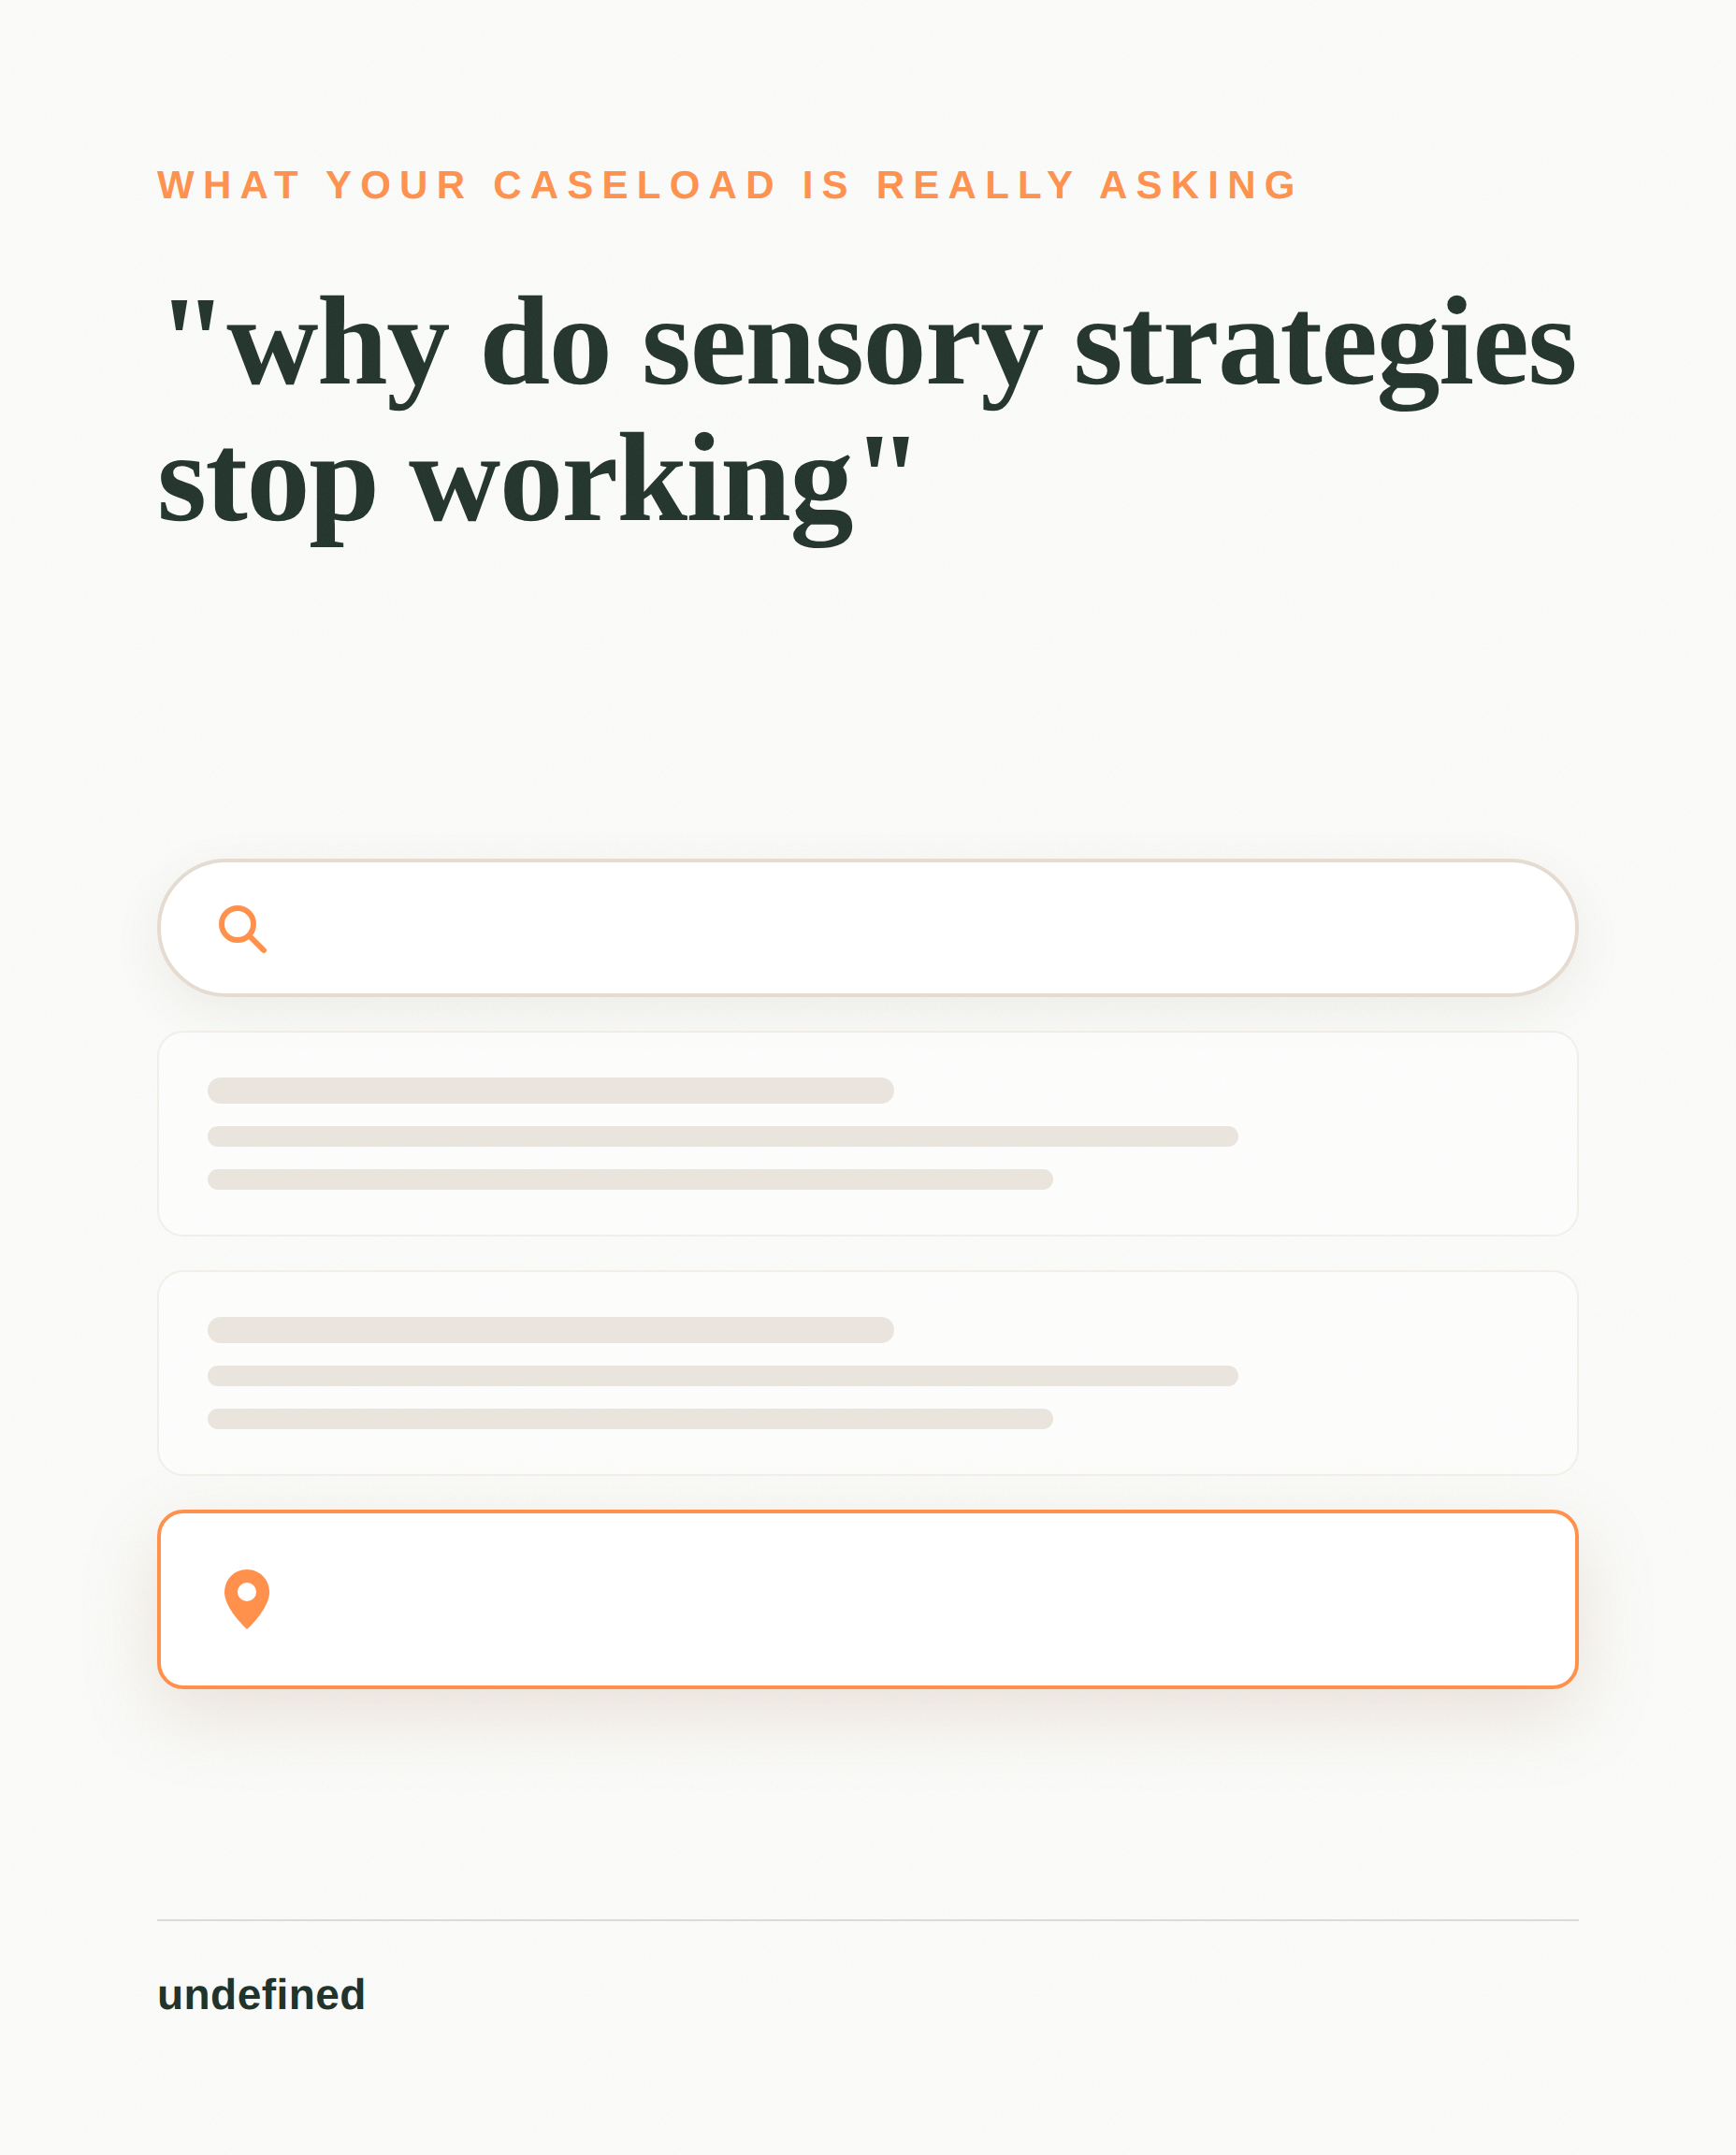 WHAT YOUR CASELOAD IS REALLY ASKING
"why do sensory strategies
stop working"
undefined